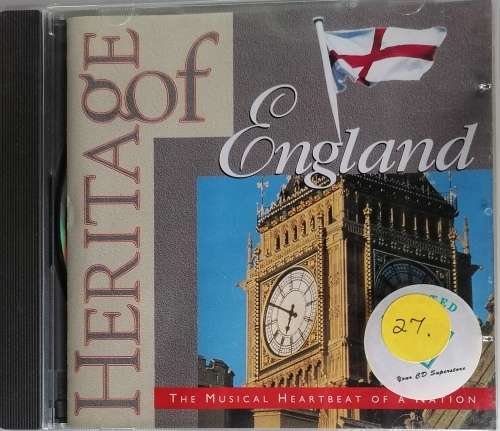 HERITAGE
of
England
27.
Your CD Superstore
THE MUSICAL HEARTBEAT OF A NATION